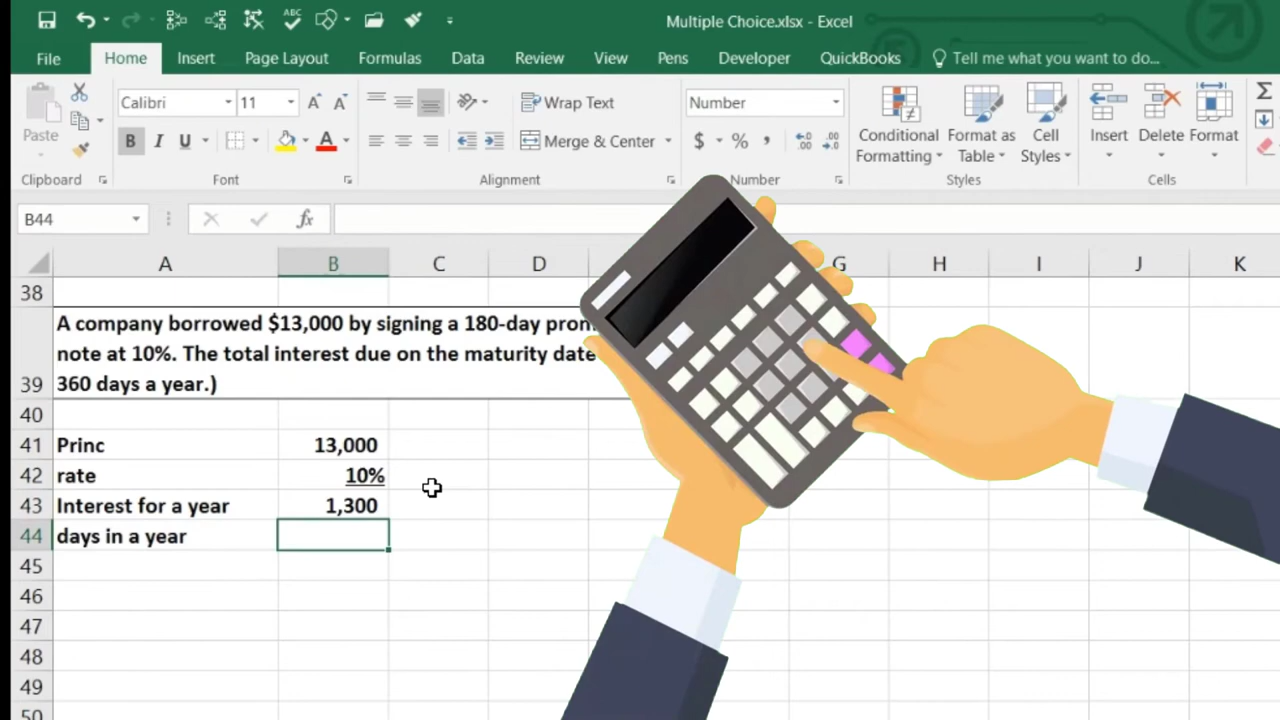 Multiple Choice.xlsx - Excel
ABC
File Home Insert Page Layout Formulas Data Review View Pens Developer QuickBooks Tell me what you want to do...
Paste
Calibri 11 A A
B I U A
Wrap Text
Merge & Center
Number
$ % ,
Conditional Formatting
Format as Table
Cell Styles
Insert Delete Format
Clipboard Font Alignment Number Styles Cells
B44 fx
A B C D G H I J K
38
A company borrowed $13,000 by signing a 180-day
note at 10%. The total interest due on the maturity date
39 360 days a year.)
40
41 Princ 13,000
42 rate 10%
43 Interest for a year 1,300
44 days in a year
45
46
47
48
49
50